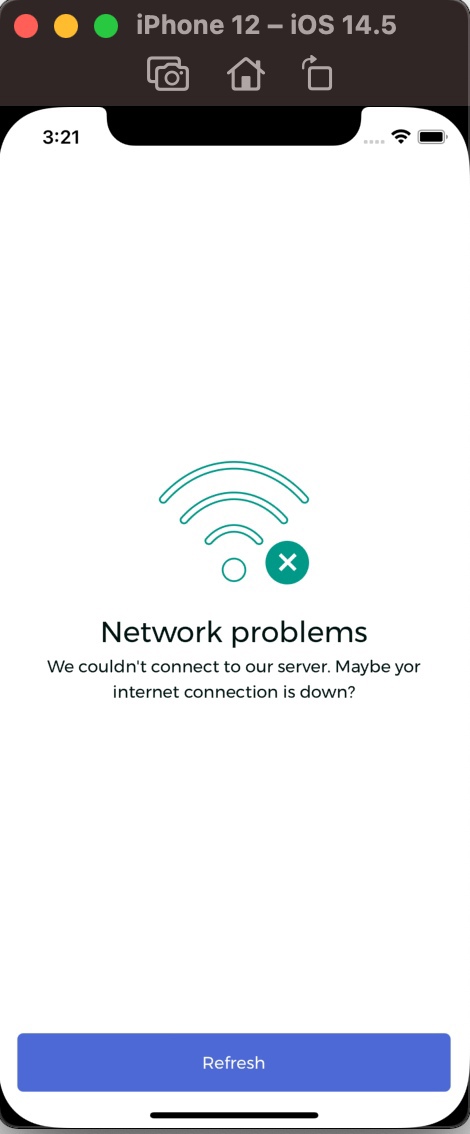 iPhone 12 – iOS 14.5
3:21
Network problems
We couldn't connect to our server. Maybe yor
internet connection is down?
Refresh